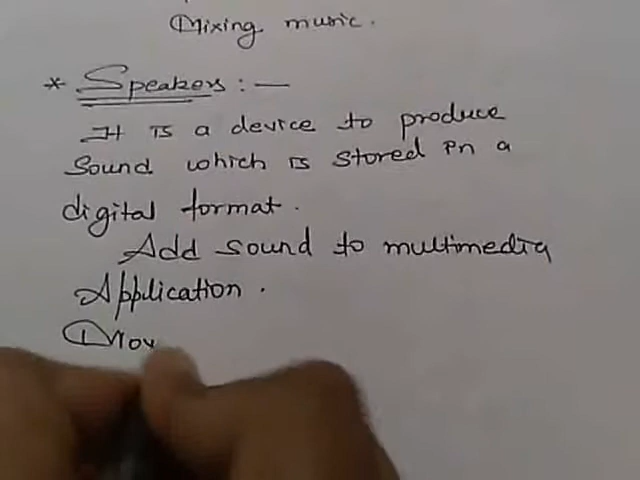 Mixing music.
* Speakers : —
It is a device to produce
Sound which is stored in a
digital format.
Add sound to multimedia
Application.